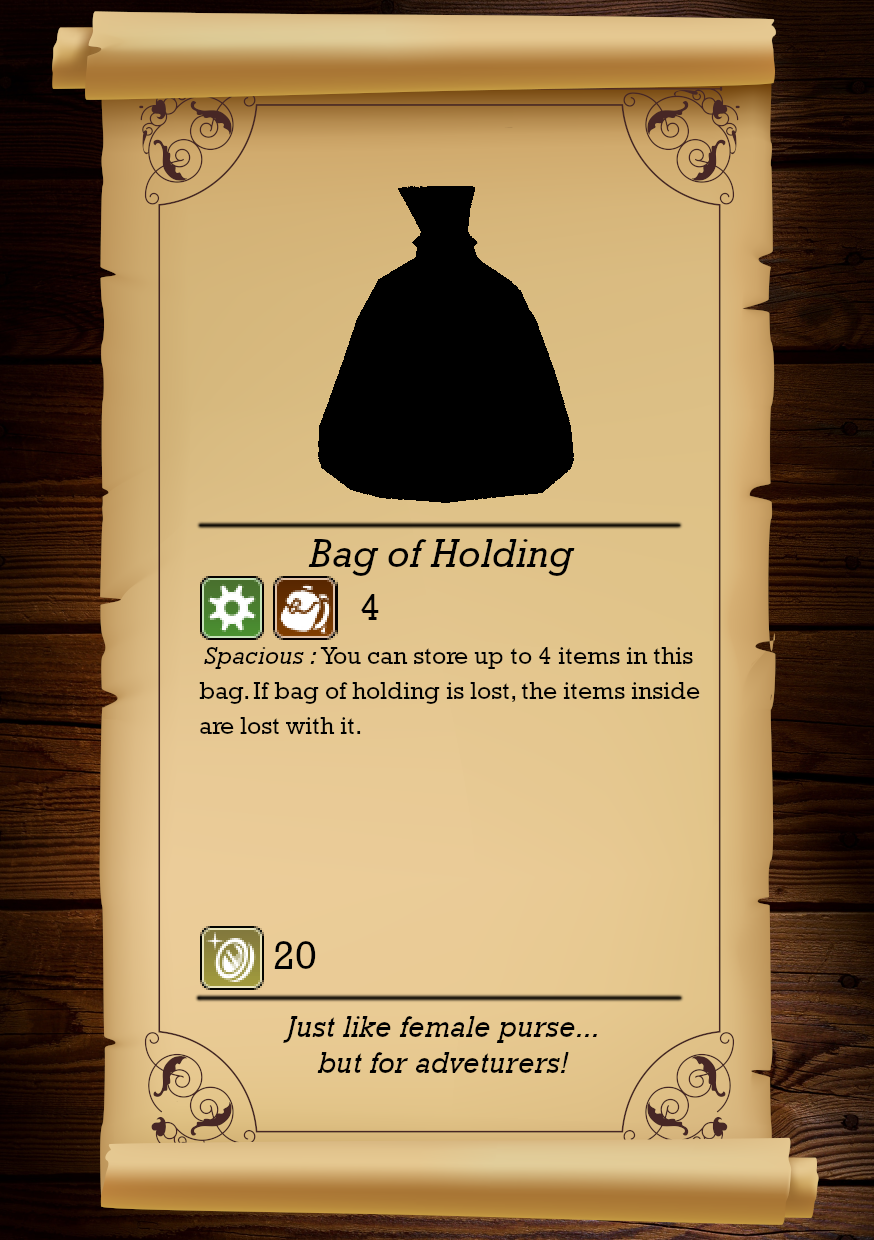 Bag of Holding
4
Spacious : You can store up to 4 items in this
bag. If bag of holding is lost, the items inside
are lost with it.
20
Just like female purse...
but for adveturers!